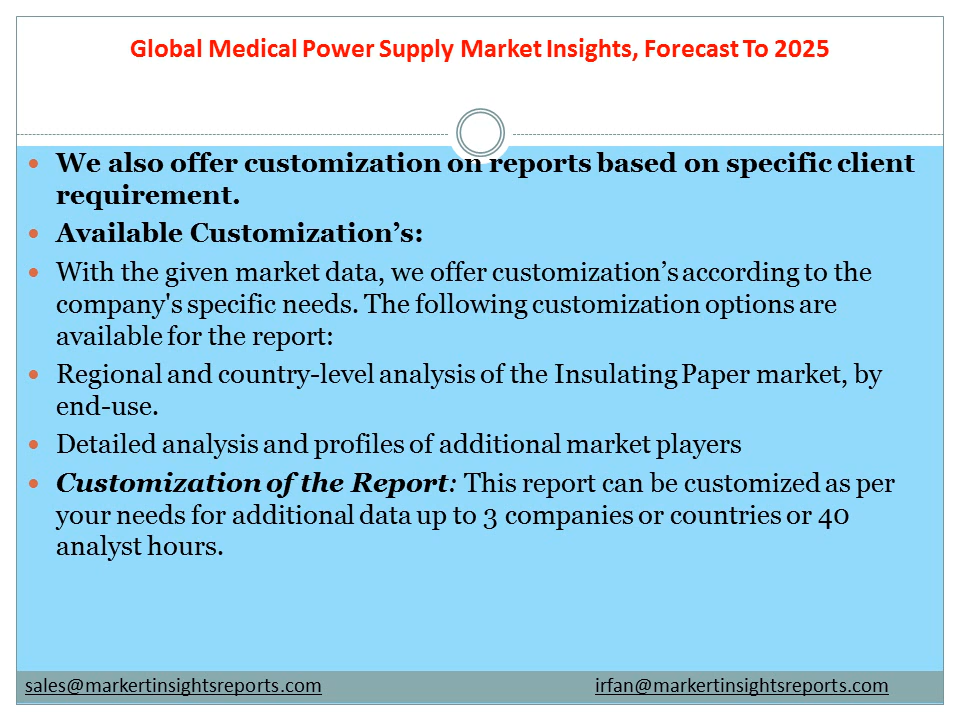 Global Medical Power Supply Market Insights, Forecast To 2025
We also offer customization on reports based on specific client
requirement.
Available Customization’s:
With the given market data, we offer customization’s according to the
company's specific needs. The following customization options are
available for the report:
Regional and country-level analysis of the Insulating Paper market, by
end-use.
Detailed analysis and profiles of additional market players
Customization of the Report: This report can be customized as per
your needs for additional data up to 3 companies or countries or 40
analyst hours.
sales@markertinsightsreports.com irfan@markertinsightsreports.com